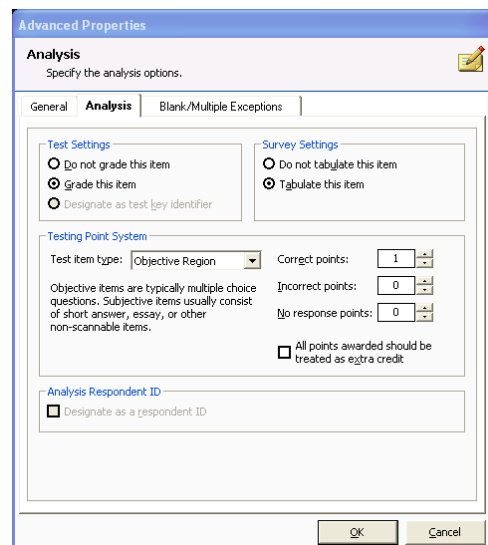 Advanced Properties
Analysis
Specify the analysis options.
General Analysis Blank/Multiple Exceptions
Test Settings
Do not grade this item
Grade this item
Designate as test key identifier
Survey Settings
Do not tabulate this item
Tabulate this item
Testing Point System
Test item type: Objective Region
Objective items are typically multiple choice
questions. Subjective items usually consist
of short answer, essay, or other
non-scannable items.
Correct points: 1
Incorrect points: 0
No response points: 0
All points awarded should be
treated as extra credit
Analysis Respondent ID
Designate as a respondent ID
OK Cancel